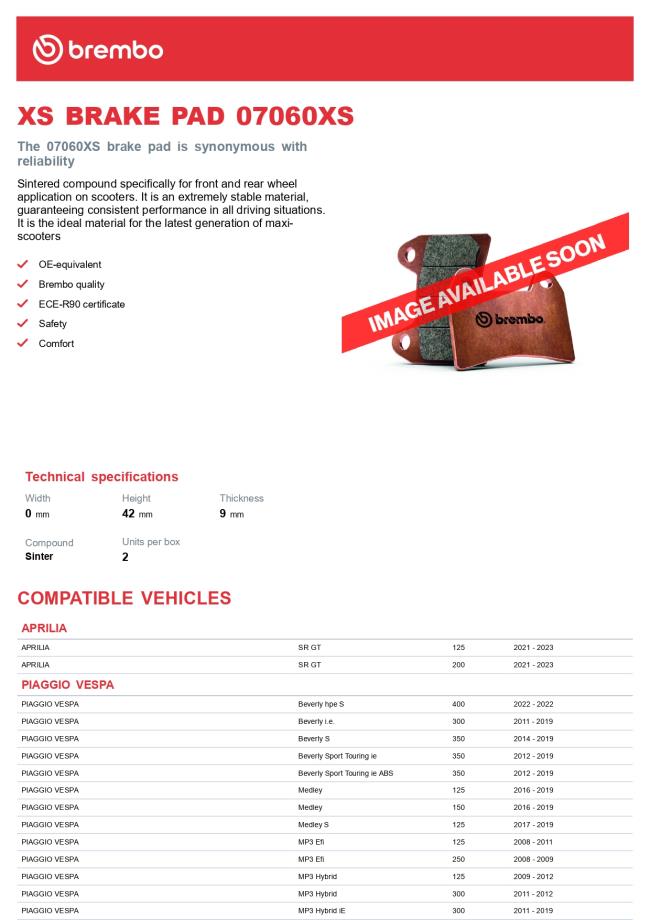 brembo
XS BRAKE PAD 07060XS
The 07060XS brake pad is synonymous with
reliability
Sintered compound specifically for front and rear wheel
application on scooters. It is an extremely stable material,
guaranteeing consistent performance in all driving situations.
It is the ideal material for the latest generation of maxi-
scooters
OE-equivalent
Brembo quality
ECE-R90 certificate
Safety
Comfort
IMAGE AVAILABLE SOON
brembo
Technical specifications
Width Height Thickness
0 mm 42 mm 9 mm
Compound Units per box
Sinter 2
COMPATIBLE VEHICLES
APRILIA
APRILIA SR GT 125 2021 - 2023
APRILIA SR GT 200 2021 - 2023
PIAGGIO VESPA
PIAGGIO VESPA Beverly hpe S 400 2022 - 2022
PIAGGIO VESPA Beverly i.e. 300 2011 - 2019
PIAGGIO VESPA Beverly S 350 2014 - 2019
PIAGGIO VESPA Beverly Sport Touring ie 350 2012 - 2019
PIAGGIO VESPA Beverly Sport Touring ie ABS 350 2012 - 2019
PIAGGIO VESPA Medley 125 2016 - 2019
PIAGGIO VESPA Medley 150 2016 - 2019
PIAGGIO VESPA Medley S 125 2017 - 2019
PIAGGIO VESPA MP3 Efi 125 2008 - 2011
PIAGGIO VESPA MP3 Efi 250 2008 - 2009
PIAGGIO VESPA MP3 Hybrid 125 2009 - 2012
PIAGGIO VESPA MP3 Hybrid 300 2011 - 2012
PIAGGIO VESPA MP3 Hybrid iE 300 2011 - 2019